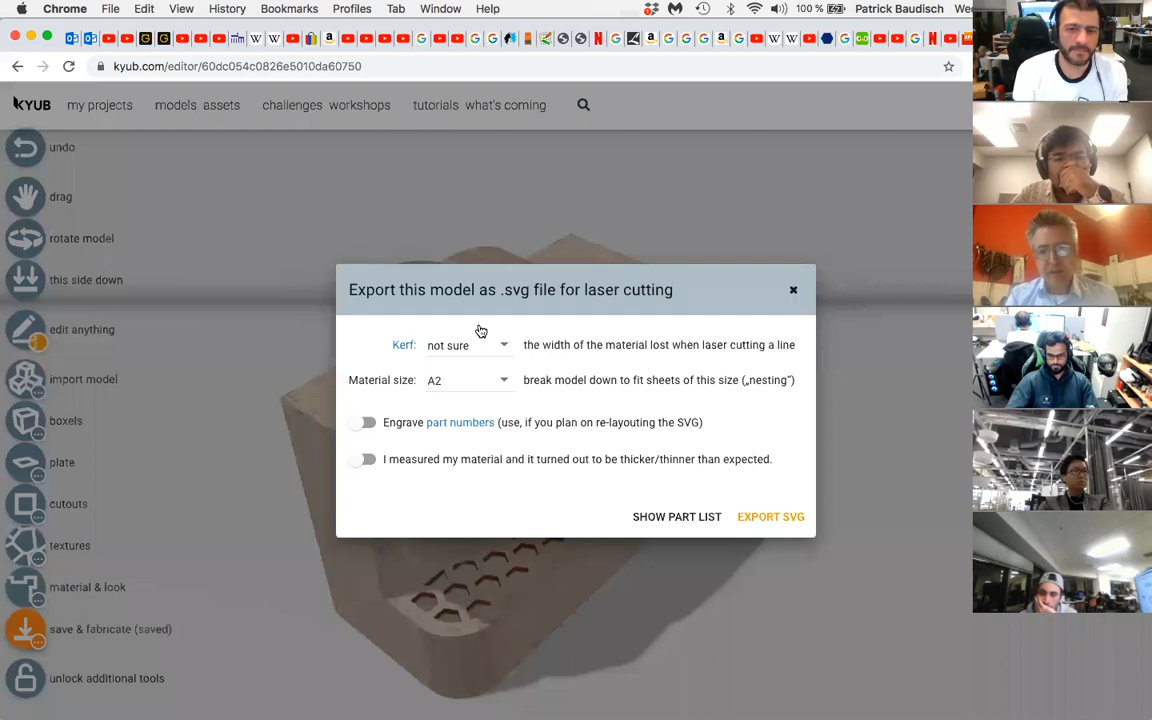 Chrome File Edit View History Bookmarks Profiles Tab Window Help 100 % Patrick Baudisch Wed
kyub.com/editor/60dc054c0826e5010da60750
KYUB my projects models assets challenges workshops tutorials what's coming
undo
drag
rotate model
this side down
edit anything
import model
boxels
plate
cutouts
textures
material & look
save & fabricate (saved)
unlock additional tools
Export this model as .svg file for laser cutting
Kerf: not sure the width of the material lost when laser cutting a line
Material size: A2 break model down to fit sheets of this size („nesting")
Engrave part numbers (use, if you plan on re-layouting the SVG)
I measured my material and it turned out to be thicker/thinner than expected.
SHOW PART LIST EXPORT SVG